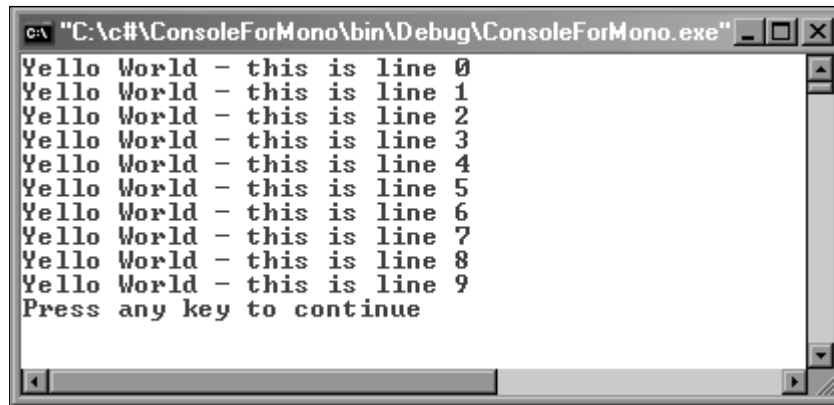 "C:\c#\ConsoleForMono\bin\Debug\ConsoleForMono.exe"
Yello World - this is line 0
Yello World - this is line 1
Yello World - this is line 2
Yello World - this is line 3
Yello World - this is line 4
Yello World - this is line 5
Yello World - this is line 6
Yello World - this is line 7
Yello World - this is line 8
Yello World - this is line 9
Press any key to continue